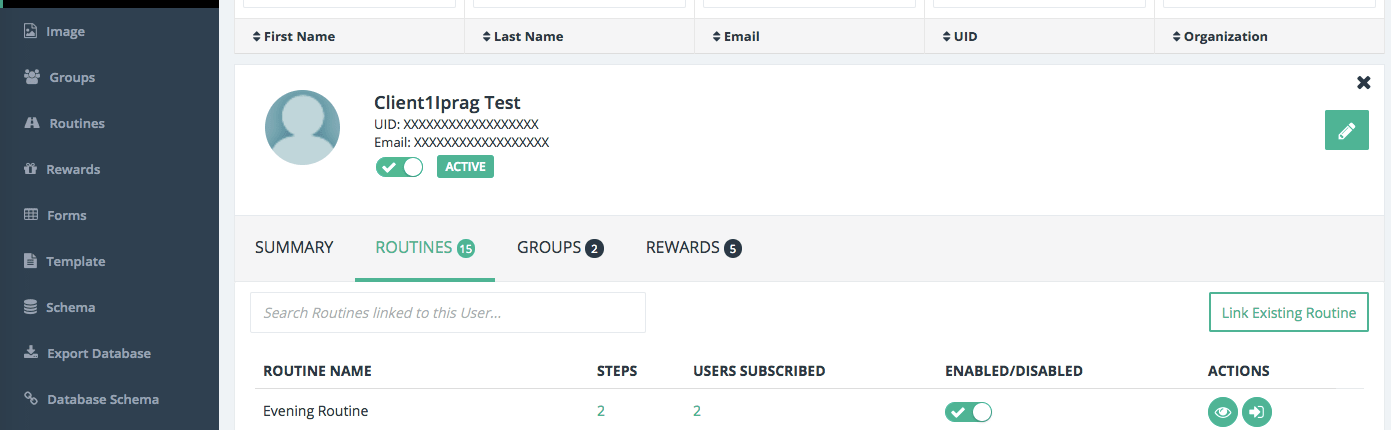 Image
Groups
Routines
Rewards
Forms
Template
Schema
Export Database
Database Schema
First Name Last Name Email UID Organization
Client1Iprag Test
UID: XXXXXXXXXXXXXXXXXX
Email: XXXXXXXXXXXXXXXXXX
ACTIVE
SUMMARY ROUTINES 15 GROUPS 2 REWARDS 5
Search Routines linked to this User...
Link Existing Routine
ROUTINE NAME STEPS USERS SUBSCRIBED ENABLED/DISABLED ACTIONS
Evening Routine 2 2